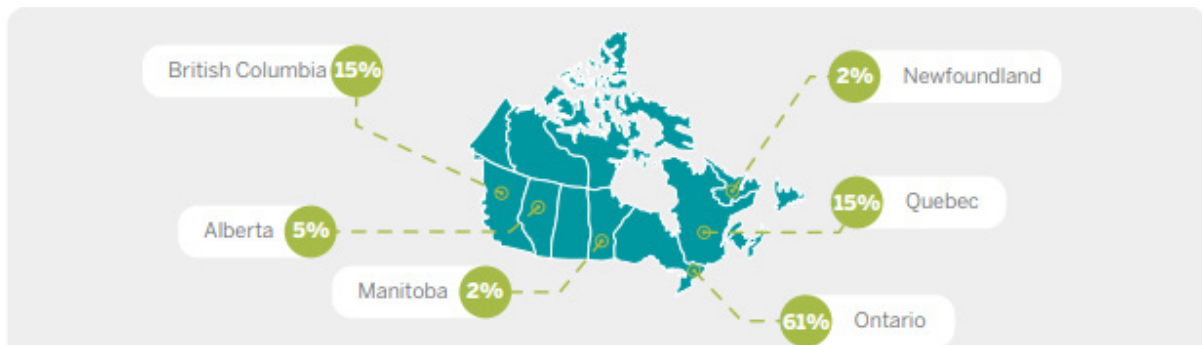 British Columbia 15%
2% Newfoundland
15% Quebec
Alberta 5%
Manitoba 2%
61% Ontario